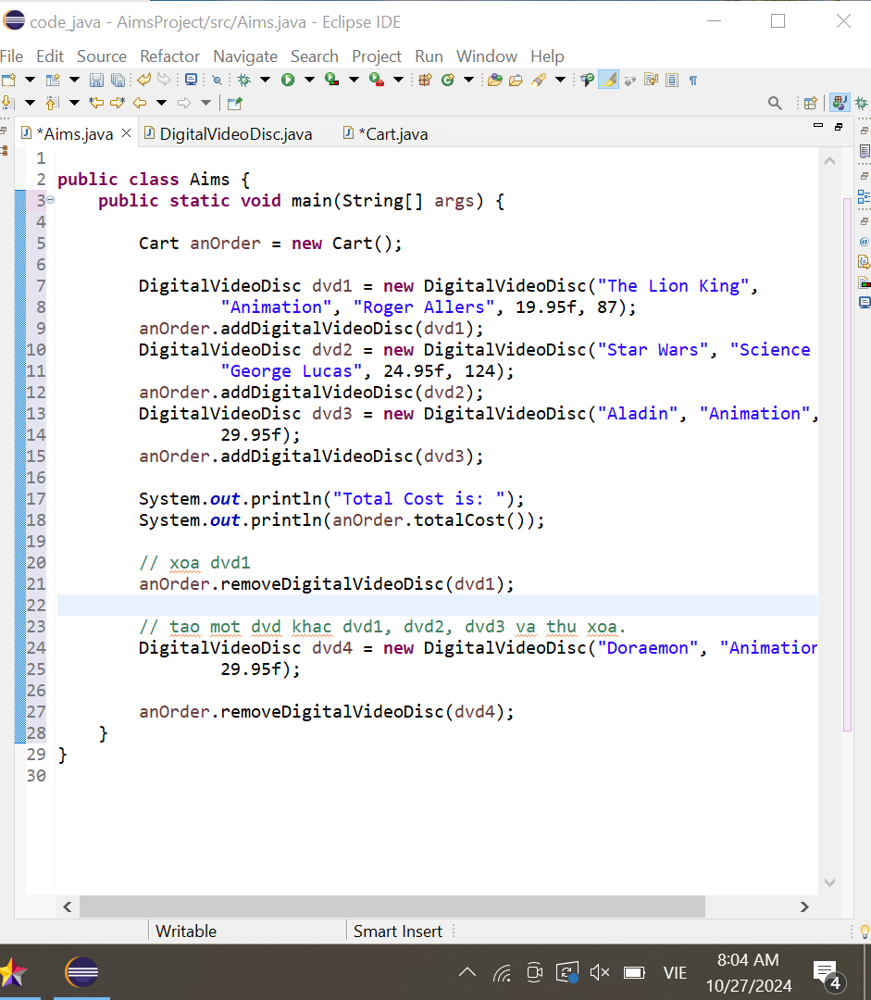 code_java - AimsProject/src/Aims.java - Eclipse IDE
File Edit Source Refactor Navigate Search Project Run Window Help
*Aims.java DigitalVideoDisc.java *Cart.java
1
2 public class Aims {
3 public static void main(String[] args) {
4
5 Cart anOrder = new Cart();
6
7 DigitalVideoDisc dvd1 = new DigitalVideoDisc("The Lion King",
8 "Animation", "Roger Allers", 19.95f, 87);
9 anOrder.addDigitalVideoDisc(dvd1);
10 DigitalVideoDisc dvd2 = new DigitalVideoDisc("Star Wars", "Science
11 "George Lucas", 24.95f, 124);
12 anOrder.addDigitalVideoDisc(dvd2);
13 DigitalVideoDisc dvd3 = new DigitalVideoDisc("Aladin", "Animation",
14 29.95f);
15 anOrder.addDigitalVideoDisc(dvd3);
16
17 System.out.println("Total Cost is: ");
18 System.out.println(anOrder.totalCost());
19
20 // xoa dvd1
21 anOrder.removeDigitalVideoDisc(dvd1);
22
23 // tao mot dvd khac dvd1, dvd2, dvd3 va thu xoa.
24 DigitalVideoDisc dvd4 = new DigitalVideoDisc("Doraemon", "Animation
25 29.95f);
26
27 anOrder.removeDigitalVideoDisc(dvd4);
28 }
29 }
30
Writable Smart Insert
VIE
8:04 AM
10/27/2024
4